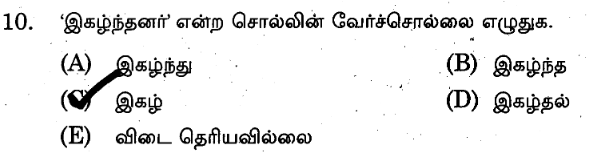 10. 'இகழ்ந்தனர்' என்ற சொல்லின் வேர்ச்சொல்லை எழுதுக.
(A) இகழ்ந்து (B) இகழ்ந்த
(C) இகழ் (D) இகழ்தல்
(E) விடை தெரியவில்லை